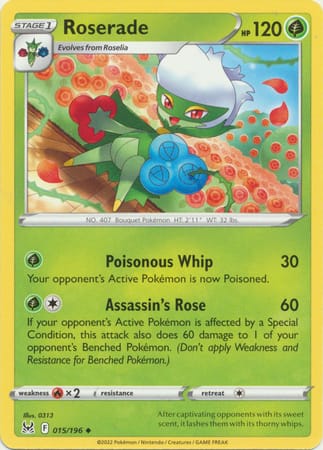 STAGE 1
Roserade
HP 120
Evolves from Roselia
NO. 407 Bouquet Pokémon HT: 2'11" WT: 32 lbs.
Poisonous Whip 30
Your opponent's Active Pokémon is now Poisoned.
Assassin's Rose 60
If your opponent's Active Pokémon is affected by a Special
Condition, this attack also does 60 damage to 1 of your
opponent's Benched Pokémon. (Don't apply Weakness and
Resistance for Benched Pokémon.)
weakness ×2 resistance retreat
Illus. 0313
F 015/196
After captivating opponents with its sweet
scent, it lashes them with its thorny whips.
©2022 Pokémon / Nintendo / Creatures / GAME FREAK